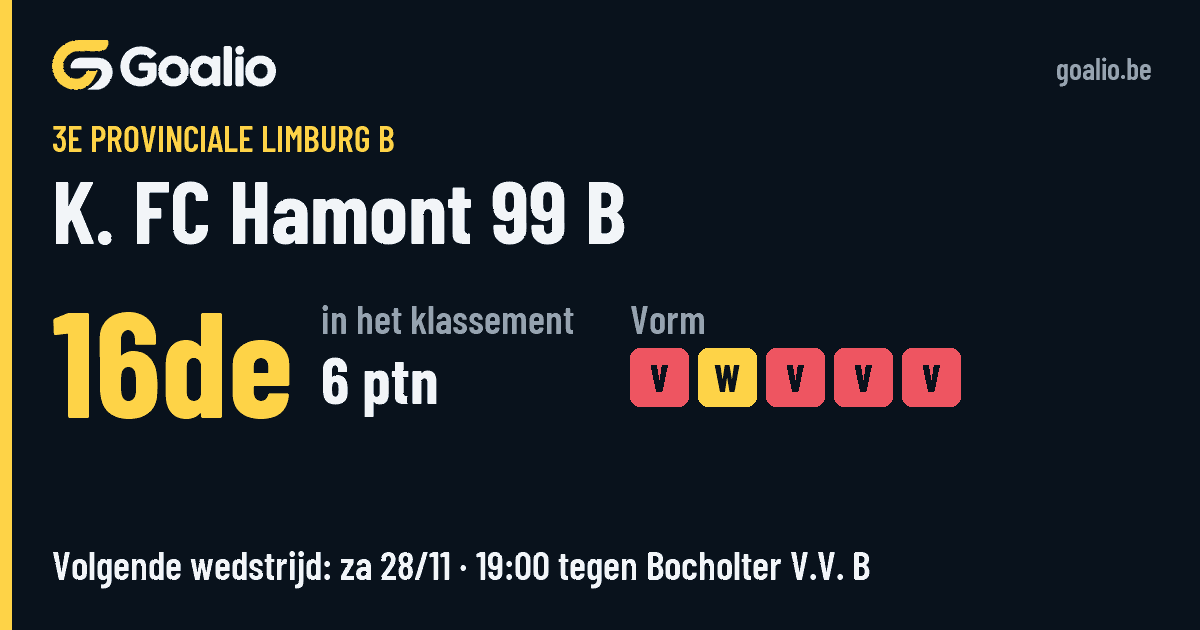 Goalio
goalio.be
3E PROVINCIALE LIMBURG B
K. FC Hamont 99 B
16de
in het klassement
6 ptn
Vorm
V W V V V
Volgende wedstrijd: za 28/11 · 19:00 tegen Bocholter V.V. B